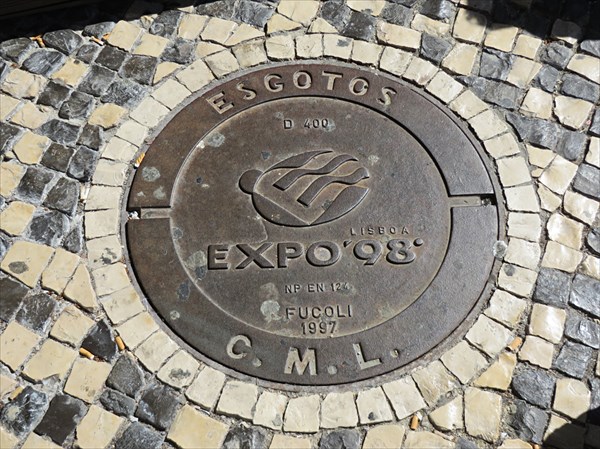 ESGOTOS
D 400
LISBOA
EXPO'98'
NP EN 124
FUCOLI
1997
C.M.L.